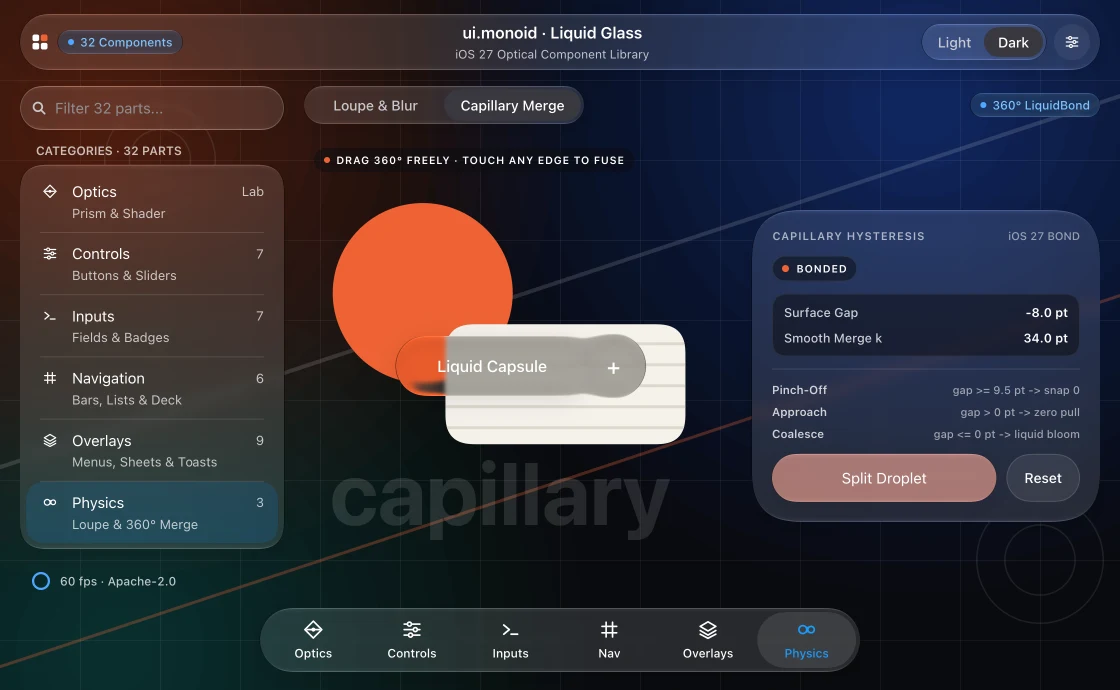 32 Components
ui.monoid · Liquid Glass
iOS 27 Optical Component Library
Light
Dark
Filter 32 parts...
Loupe & Blur
Capillary Merge
360° LiquidBond
CATEGORIES · 32 PARTS
DRAG 360° FREELY · TOUCH ANY EDGE TO FUSE
Optics
Lab
Prism & Shader
Controls
7
Buttons & Sliders
Inputs
7
Fields & Badges
Navigation
6
Bars, Lists & Deck
Overlays
9
Menus, Sheets & Toasts
Physics
3
Loupe & 360° Merge
60 fps · Apache-2.0
Liquid Capsule
+
capillary
CAPILLARY HYSTERESIS
iOS 27 BOND
BONDED
Surface Gap
-8.0 pt
Smooth Merge k
34.0 pt
Pinch-Off
gap >= 9.5 pt -> snap 0
Approach
gap > 0 pt -> zero pull
Coalesce
gap <= 0 pt -> liquid bloom
Split Droplet
Reset
Optics
Controls
Inputs
Nav
Overlays
Physics